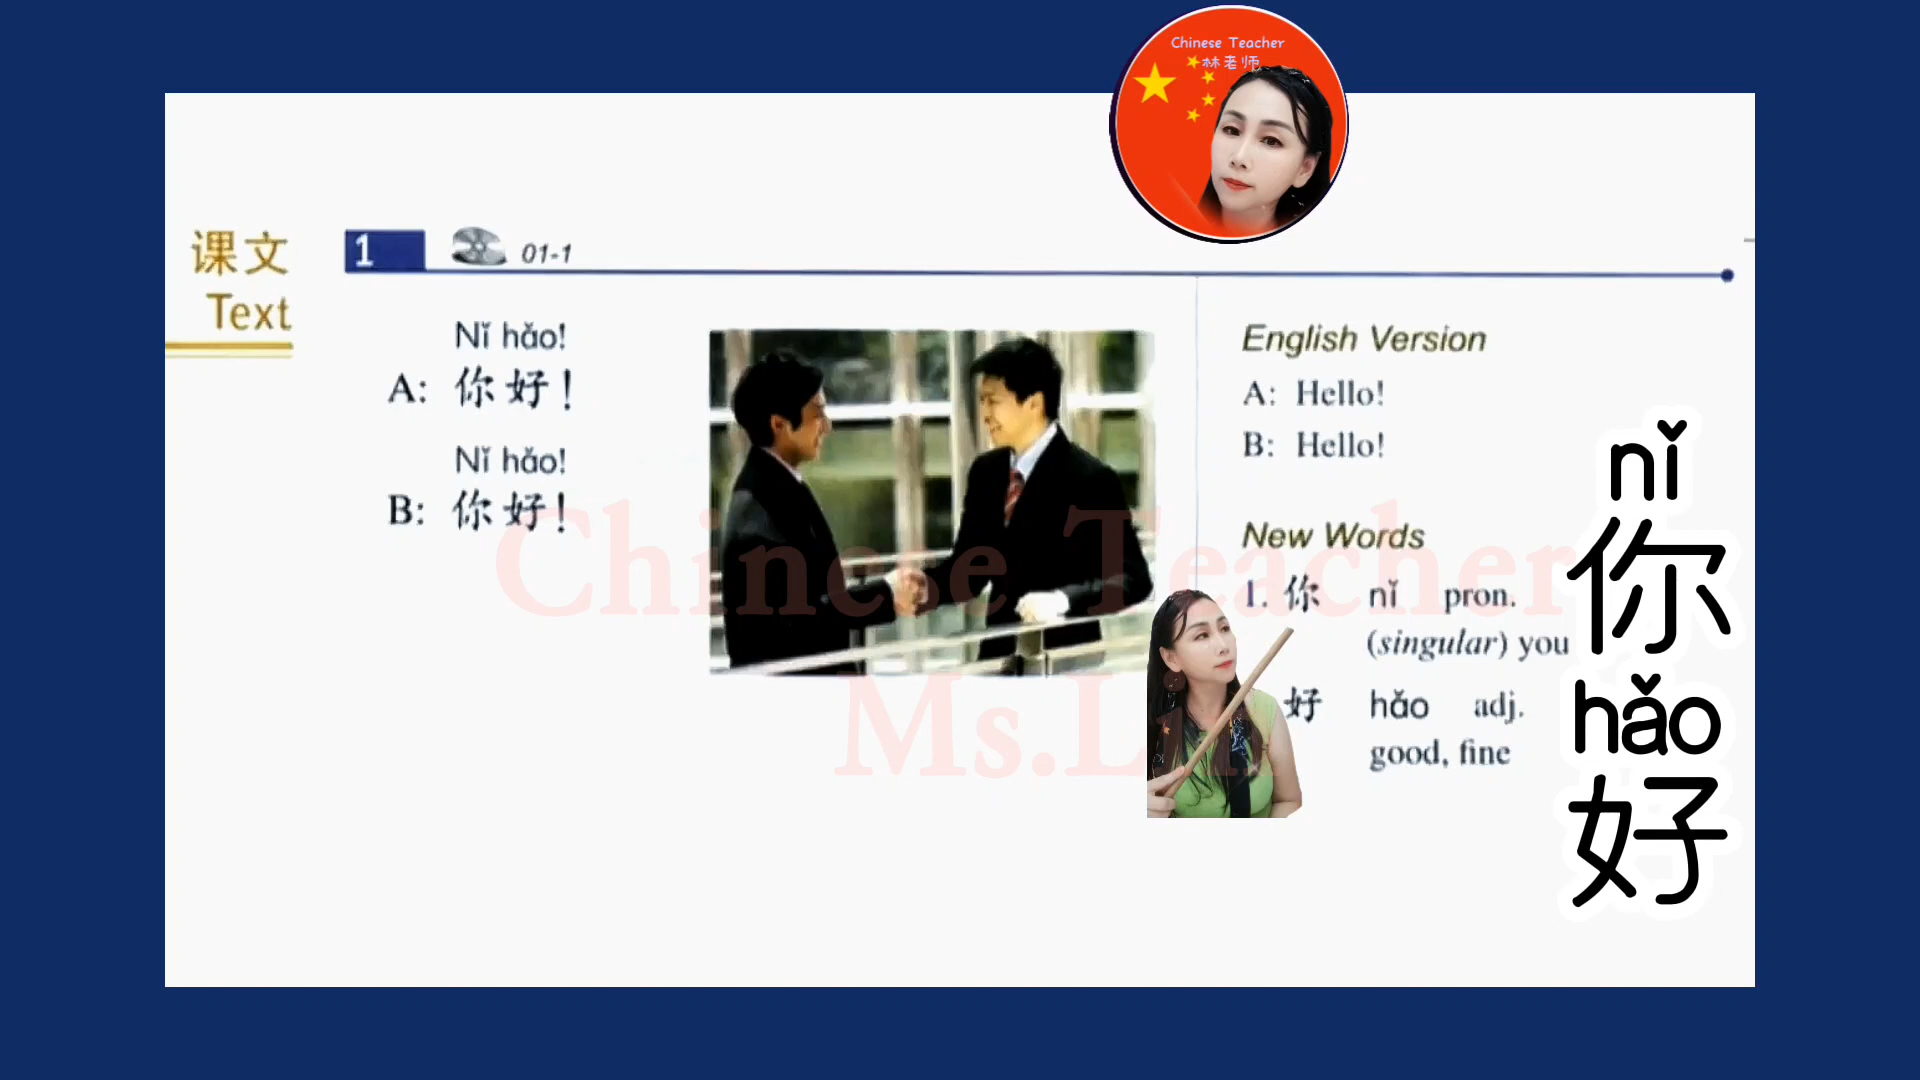 Chinese Teacher
林老师
课文
Text
1
01-1
Nǐ hǎo!
A: 你好！
Nǐ hǎo!
B: 你好！
English Version
A: Hello!
B: Hello!
New Words
1. 你 nǐ pron.
(singular) you
好 hǎo adj.
good, fine
nǐ
你
hǎo
好
Chinese Teacher
Ms.Lin